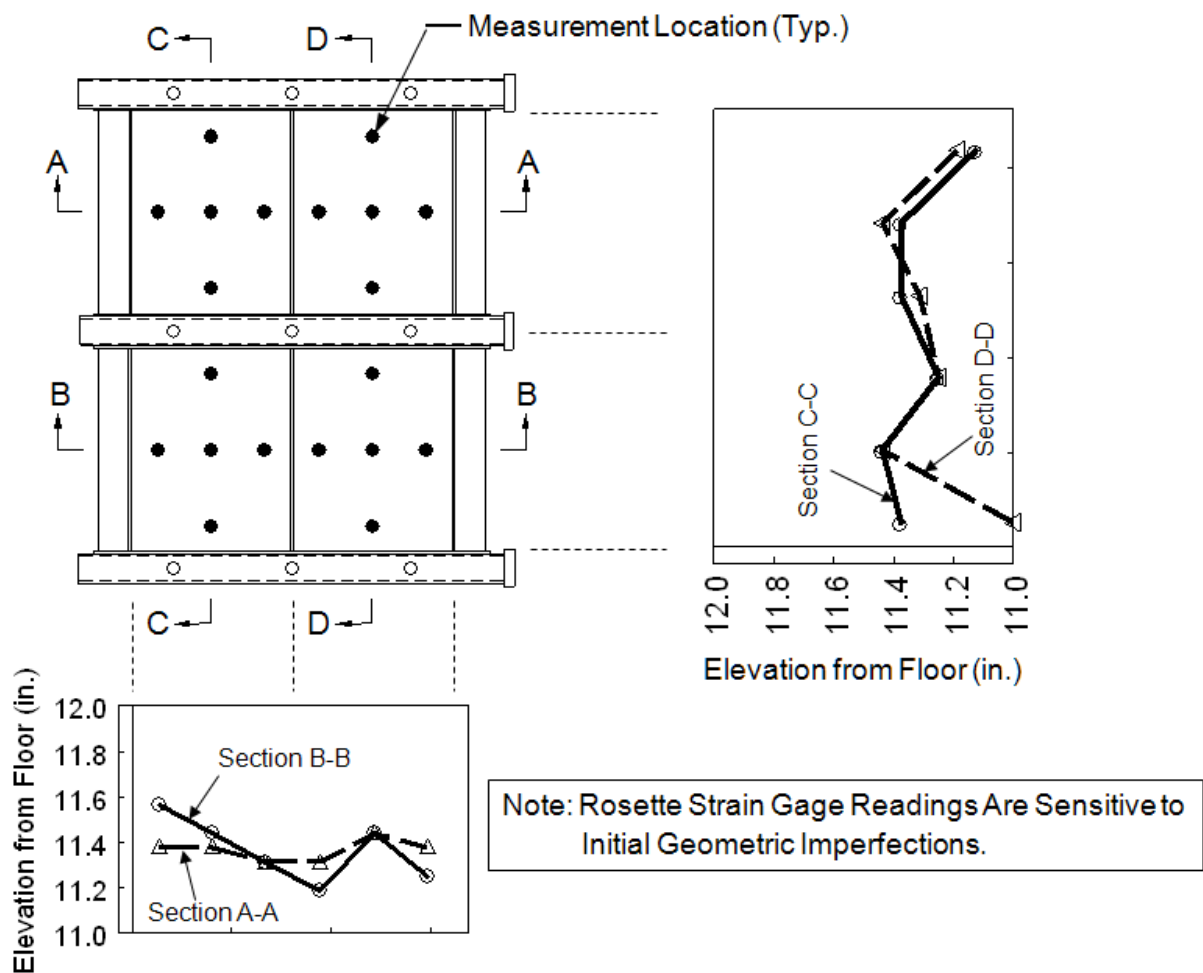 C
D
Measurement Location (Typ.)
A
A
B
B
C
D
Section C-C
Section D-D
12.0
11.8
11.6
11.4
11.2
11.0
Elevation from Floor (in.)
Elevation from Floor (in.)
12.0
11.8
11.6
11.4
11.2
11.0
Section B-B
Section A-A
Note: Rosette Strain Gage Readings Are Sensitive to
Initial Geometric Imperfections.